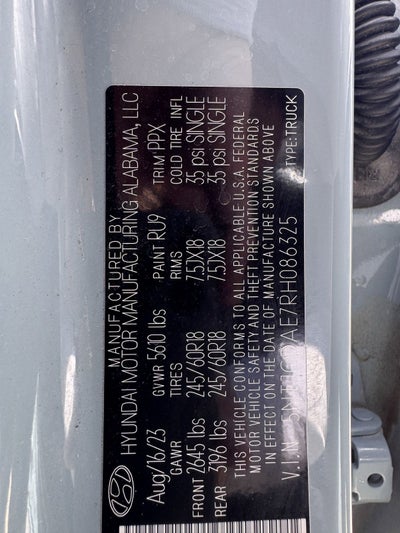 MANUFACTURED BY
HYUNDAI MOTOR MANUFACTURING ALABAMA, LLC
Aug/16/23 GVWR 5610 lbs PAINT RU9 TRIM PPX
GAWR TIRES RIMS COLD TIRE INFL
FRONT 2645 lbs 245/60R18 7.5JX18 35 psi SINGLE
REAR 3196 lbs 245/60R18 7.5JX18 35 psi SINGLE
THIS VEHICLE CONFORMS TO ALL APPLICABLE U.S.A. FEDERAL
MOTOR VEHICLE SAFETY AND THEFT PREVENTION STANDARDS
IN EFFECT ON THE DATE OF MANUFACTURE SHOWN ABOVE
V.I.N TYPE:TRUCK